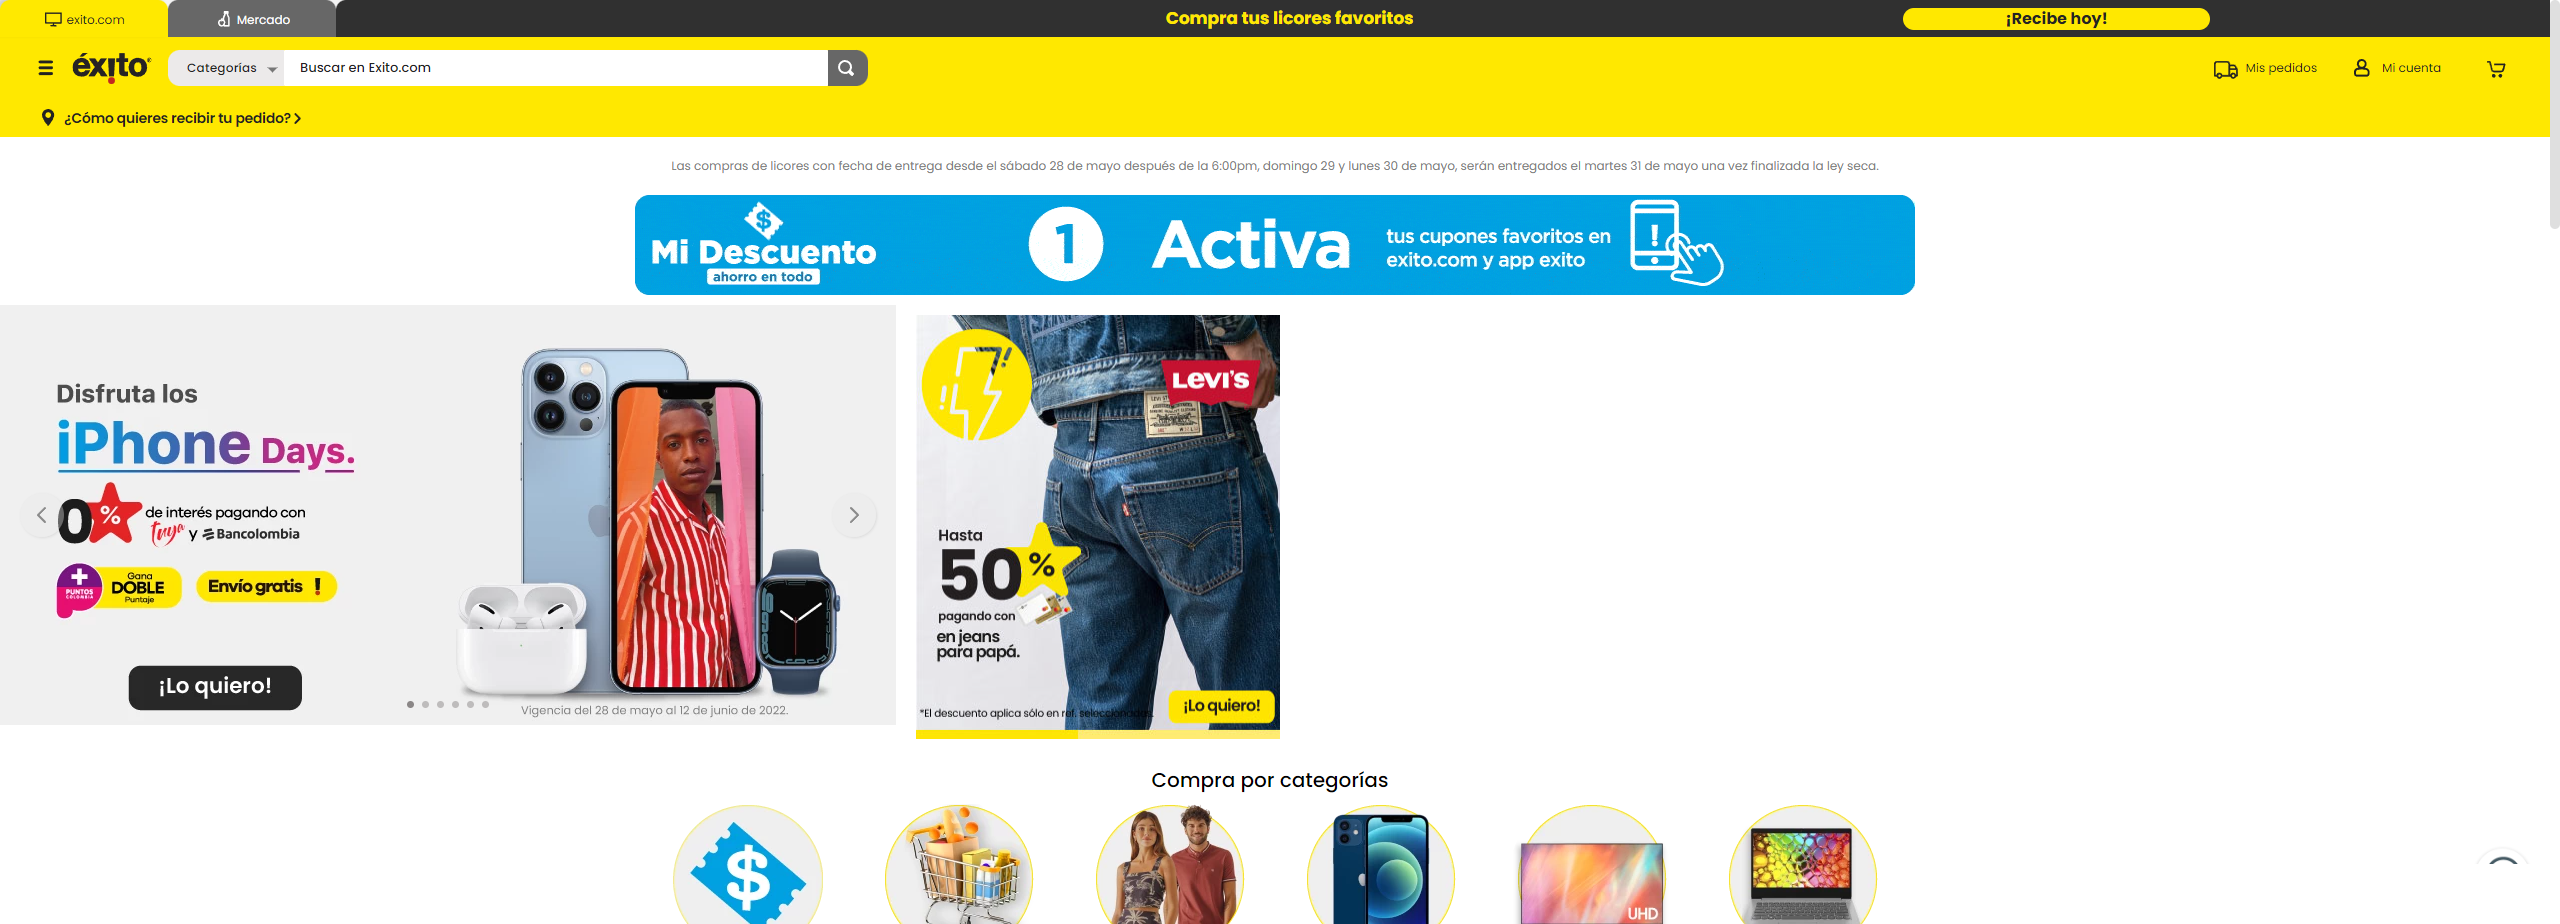 exito.com
Mercado
Compra tus licores favoritos
¡Recibe hoy!
éxito
Categorías
Buscar en Exito.com
Mis pedidos
Mi cuenta
¿Cómo quieres recibir tu pedido?
Las compras de licores con fecha de entrega desde el sábado 28 de mayo después de la 6:00pm, domingo 29 y lunes 30 de mayo, serán entregados el martes 31 de mayo una vez finalizada la ley seca.
$
Mi Descuento
ahorro en todo
1
Activa
tus cupones favoritos en
exito.com y app exito
!
Disfruta los
iPhone Days.
0%
de interés pagando con
tuya y Bancolombia
PUNTOS
COLOMBIA
Gana
DOBLE
Puntaje
Envío gratis !
¡Lo quiero!
Vigencia del 28 de mayo al 12 de junio de 2022.
LEVI'S
Hasta
50%
pagando con
en jeans
para papá.
*El descuento aplica sólo en ref. seleccionadas.
¡Lo quiero!
Compra por categorías
$
UHD